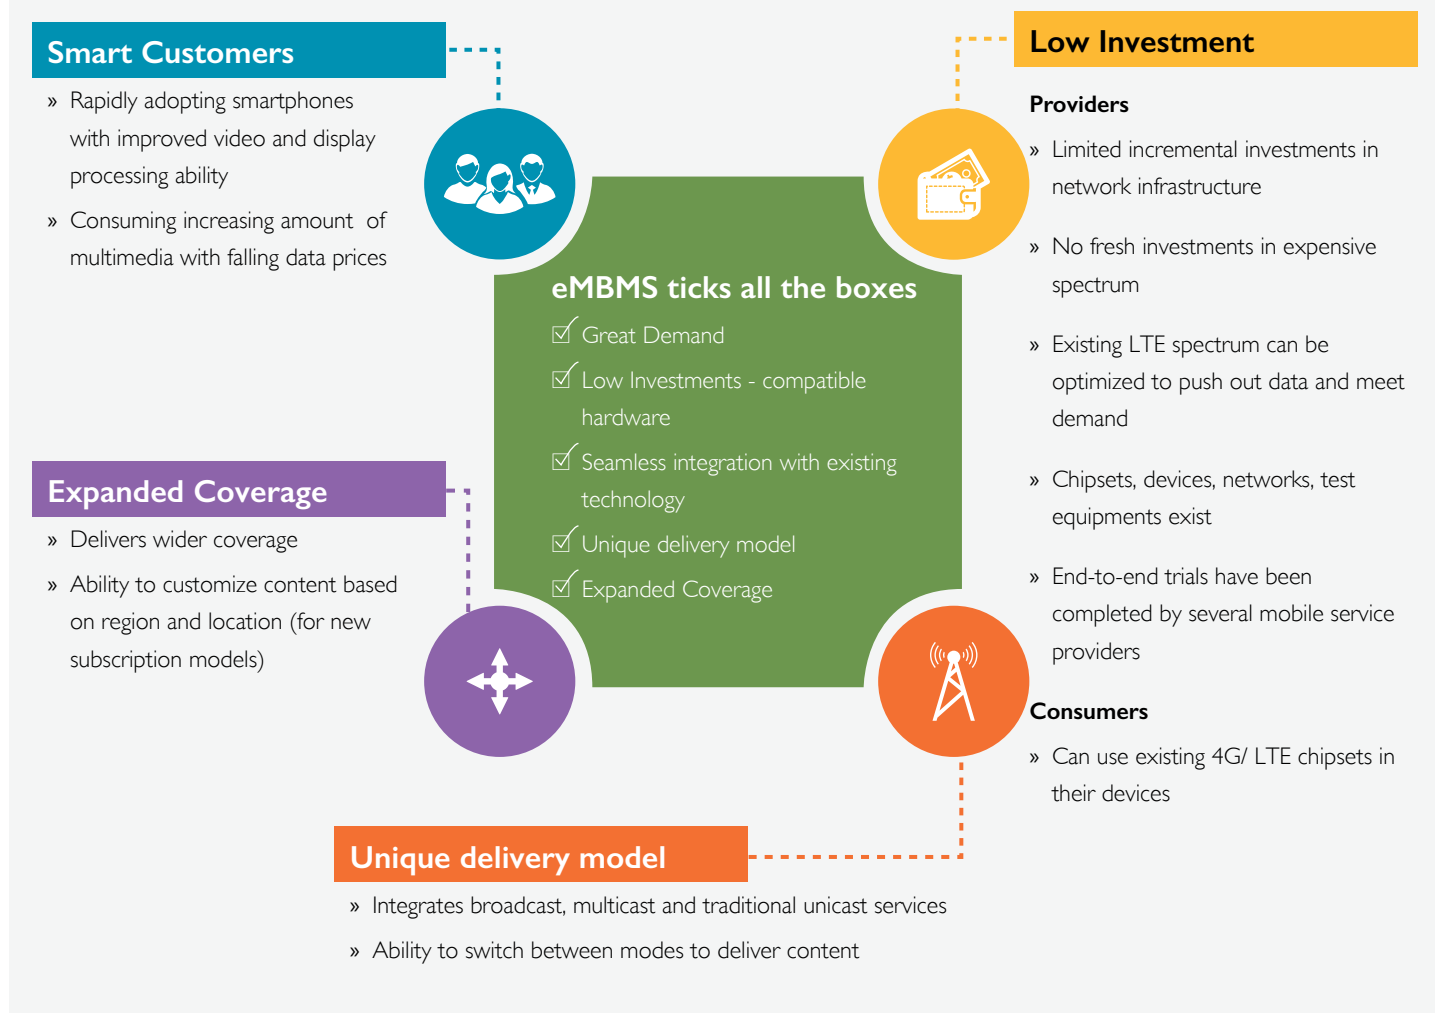 Smart Customers
» Rapidly adopting smartphones
with improved video and display
processing ability
» Consuming increasing amount of
multimedia with falling data prices
Low Investment
Providers
» Limited incremental investments in
network infrastructure
» No fresh investments in expensive
spectrum
» Existing LTE spectrum can be
optimized to push out data and meet
demand
» Chipsets, devices, networks, test
equipments exist
» End-to-end trials have been
completed by several mobile service
providers
Consumers
» Can use existing 4G/ LTE chipsets in
their devices
eMBMS ticks all the boxes
☑ Great Demand
☑ Low Investments - compatible
hardware
☑ Seamless integration with existing
technology
☑ Unique delivery model
☑ Expanded Coverage
Expanded Coverage
» Delivers wider coverage
» Ability to customize content based
on region and location (for new
subscription models)
Unique delivery model
» Integrates broadcast, multicast and traditional unicast services
» Ability to switch between modes to deliver content